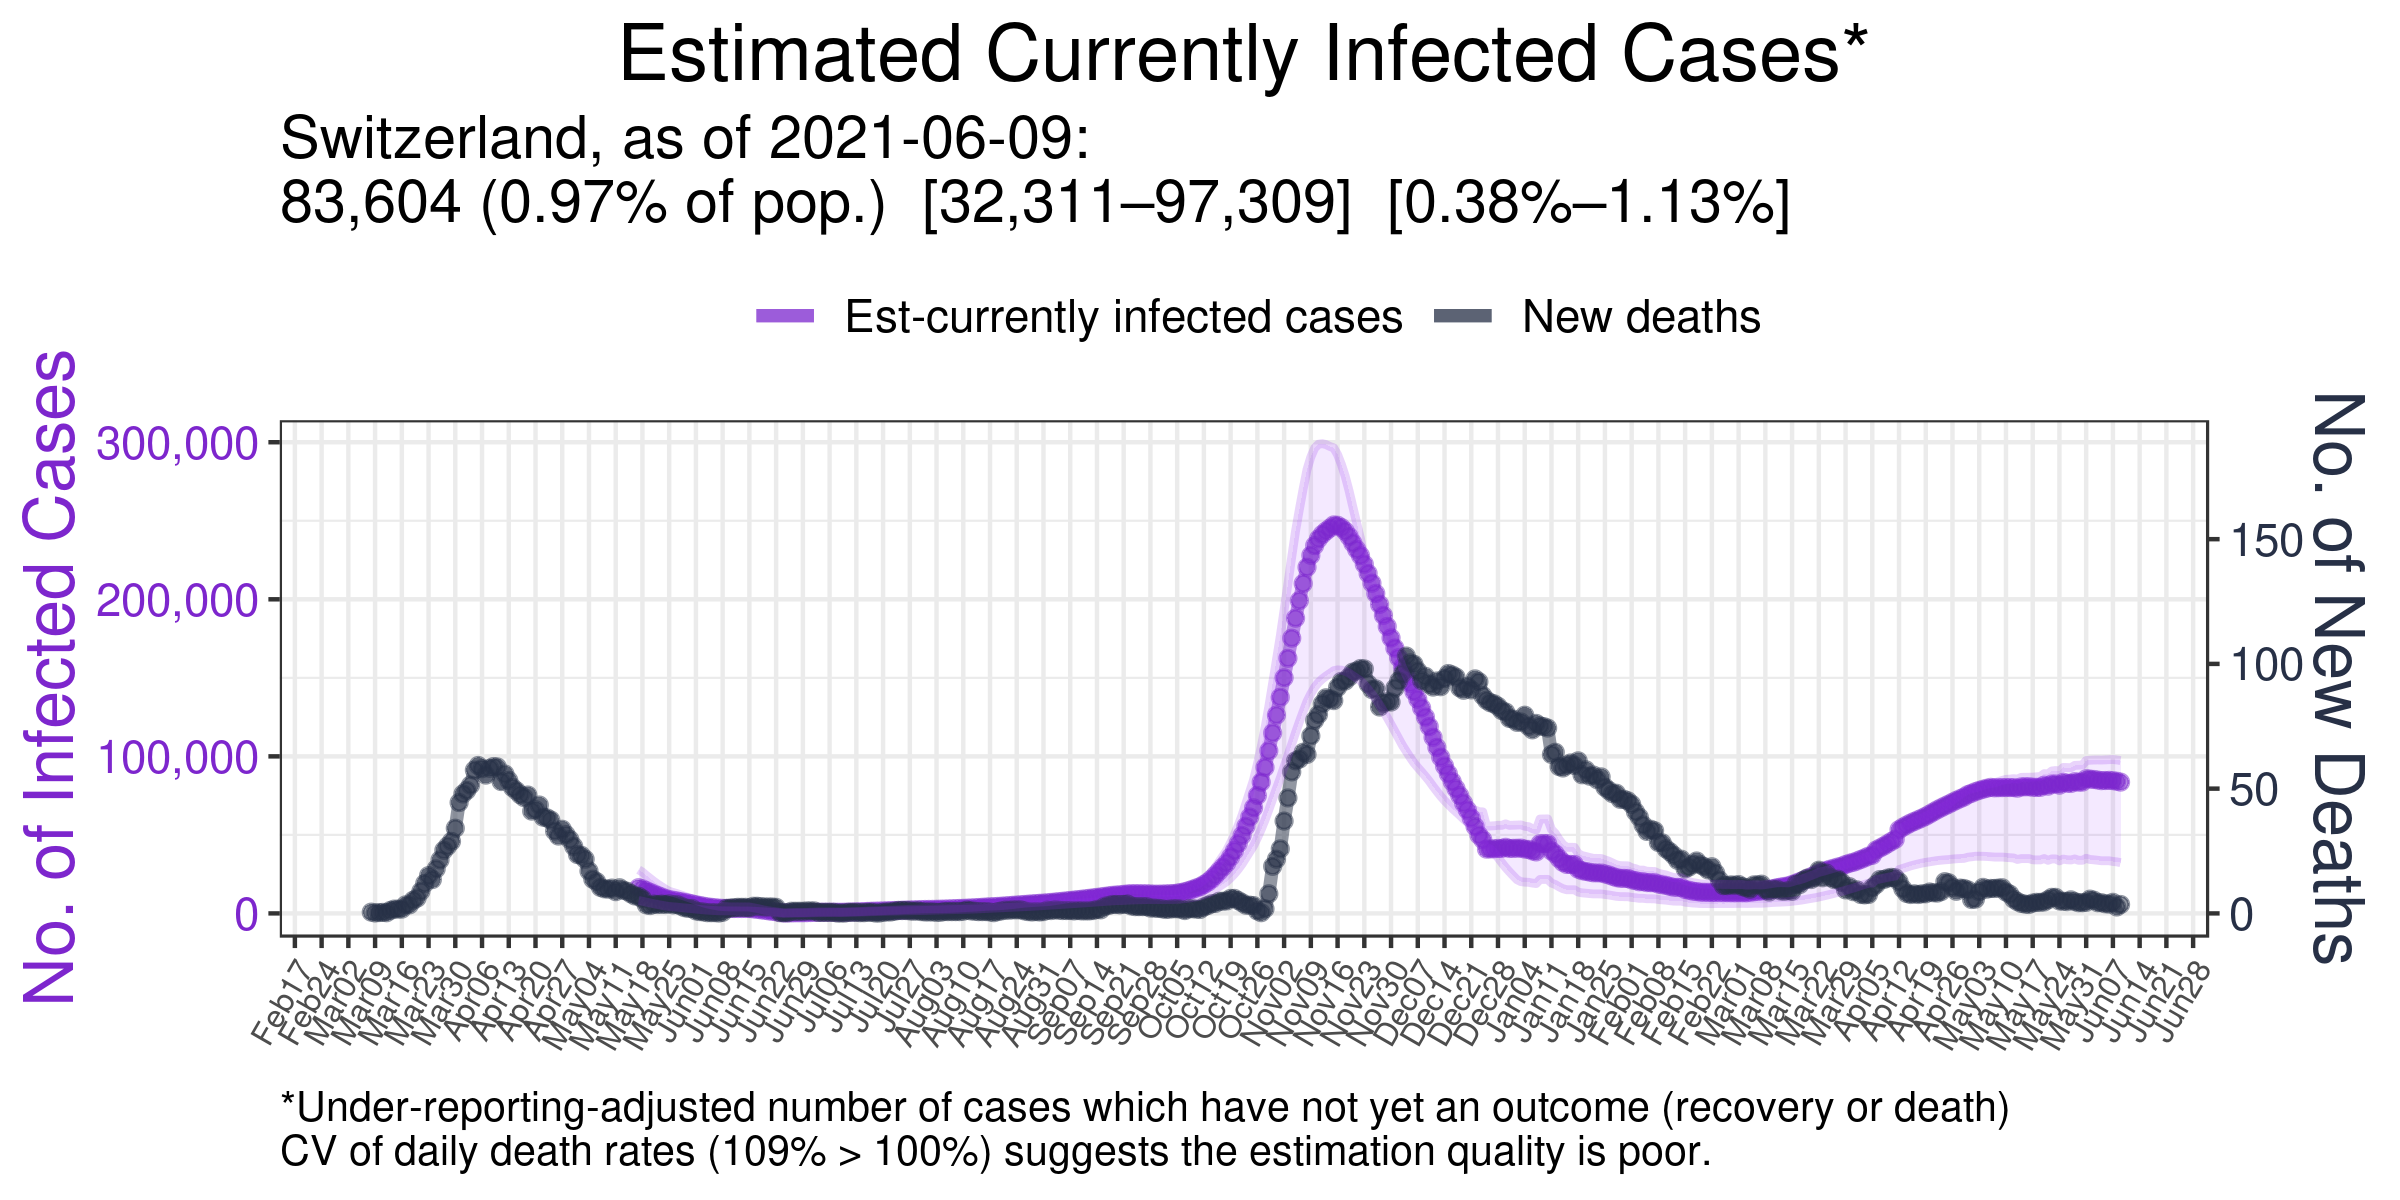 Estimated Currently Infected Cases*
Switzerland, as of 2021-06-09:
83,604 (0.97% of pop.) [32,311–97,309] [0.38%–1.13%]
Est-currently infected cases
New deaths
No. of Infected Cases
300,000
200,000
100,000
0
No. of New Deaths
150
100
50
0
Feb17
Feb24
Mar02
Mar09
Mar16
Mar23
Mar30
Apr06
Apr13
Apr20
Apr27
May04
May11
May18
May25
Jun01
Jun08
Jun15
Jun22
Jun29
Jul06
Jul13
Jul20
Jul27
Aug03
Aug10
Aug17
Aug24
Aug31
Sep07
Sep14
Sep21
Sep28
Oct05
Oct12
Oct19
Oct26
Nov02
Nov09
Nov16
Nov23
Nov30
Dec07
Dec14
Dec21
Dec28
Jan04
Jan11
Jan18
Jan25
Feb01
Feb08
Feb15
Feb22
Mar01
Mar08
Mar15
Mar22
Mar29
Apr05
Apr12
Apr19
Apr26
May03
May10
May17
May24
May31
Jun07
Jun14
Jun21
Jun28
*Under-reporting-adjusted number of cases which have not yet an outcome (recovery or death)
CV of daily death rates (109% > 100%) suggests the estimation quality is poor.